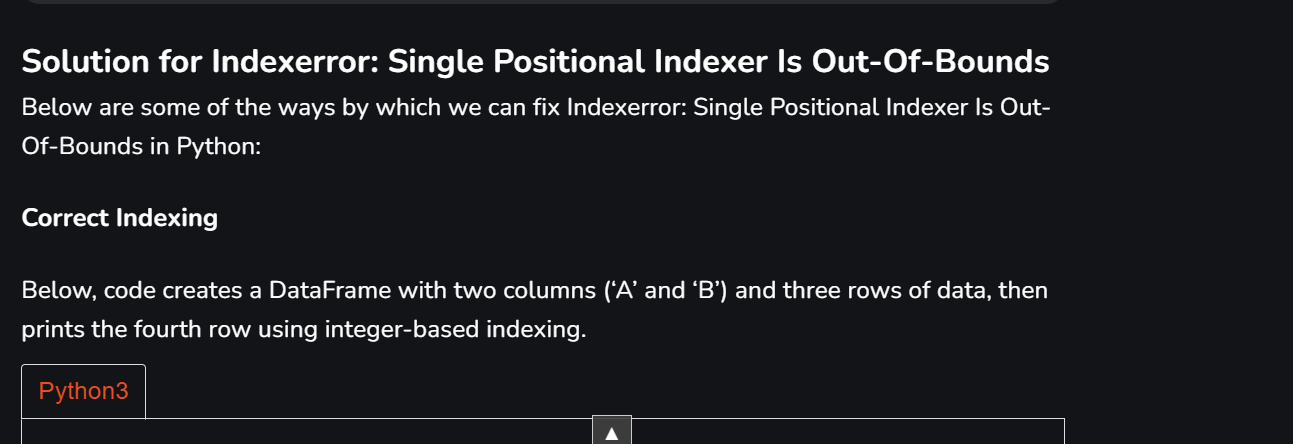 Solution for Indexerror: Single Positional Indexer Is Out-Of-Bounds
Below are some of the ways by which we can fix Indexerror: Single Positional Indexer Is Out-
Of-Bounds in Python:
Correct Indexing
Below, code creates a DataFrame with two columns (‘A’ and ‘B’) and three rows of data, then
prints the fourth row using integer-based indexing.
Python3